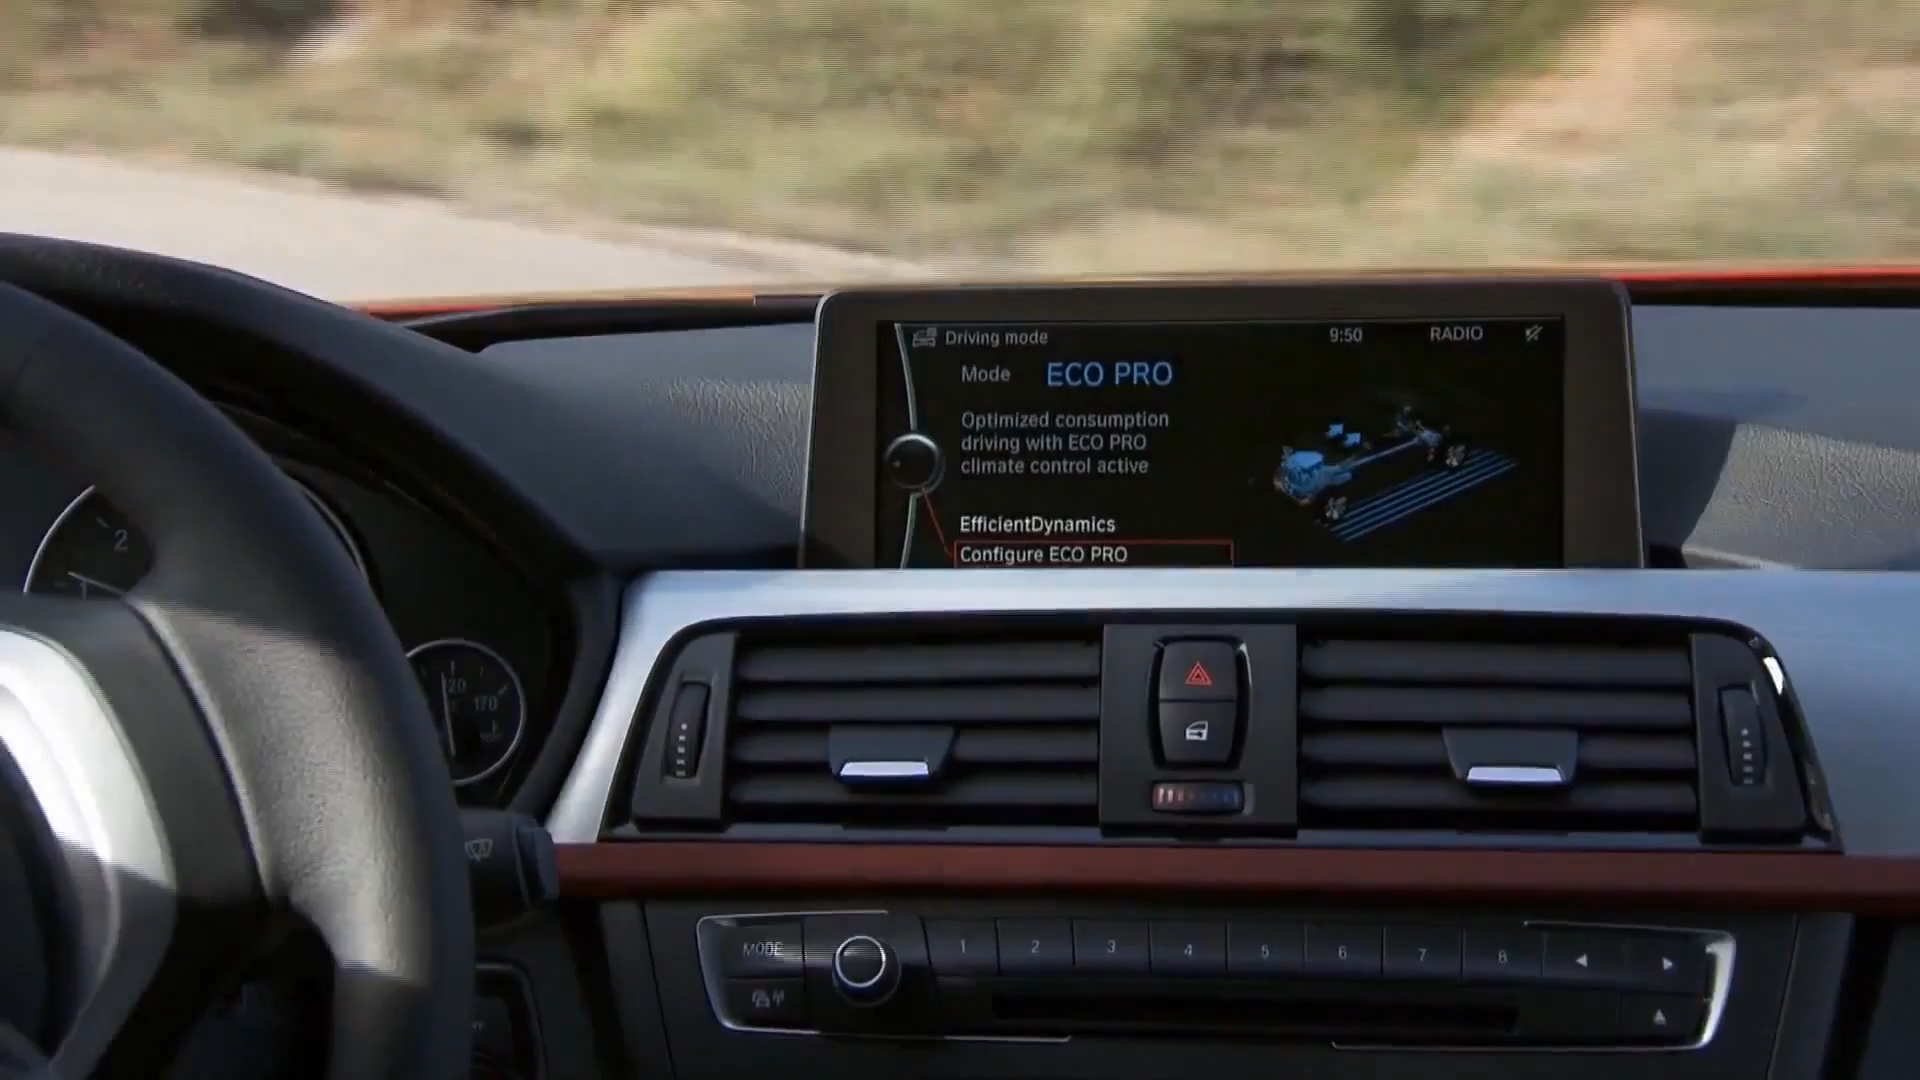 Driving mode 9:50 RADIO
Mode ECO PRO
Optimized consumption
driving with ECO PRO
climate control active
EfficientDynamics
Configure ECO PRO
2
20
170
MODE 1 2 3 4 5 6 7 8